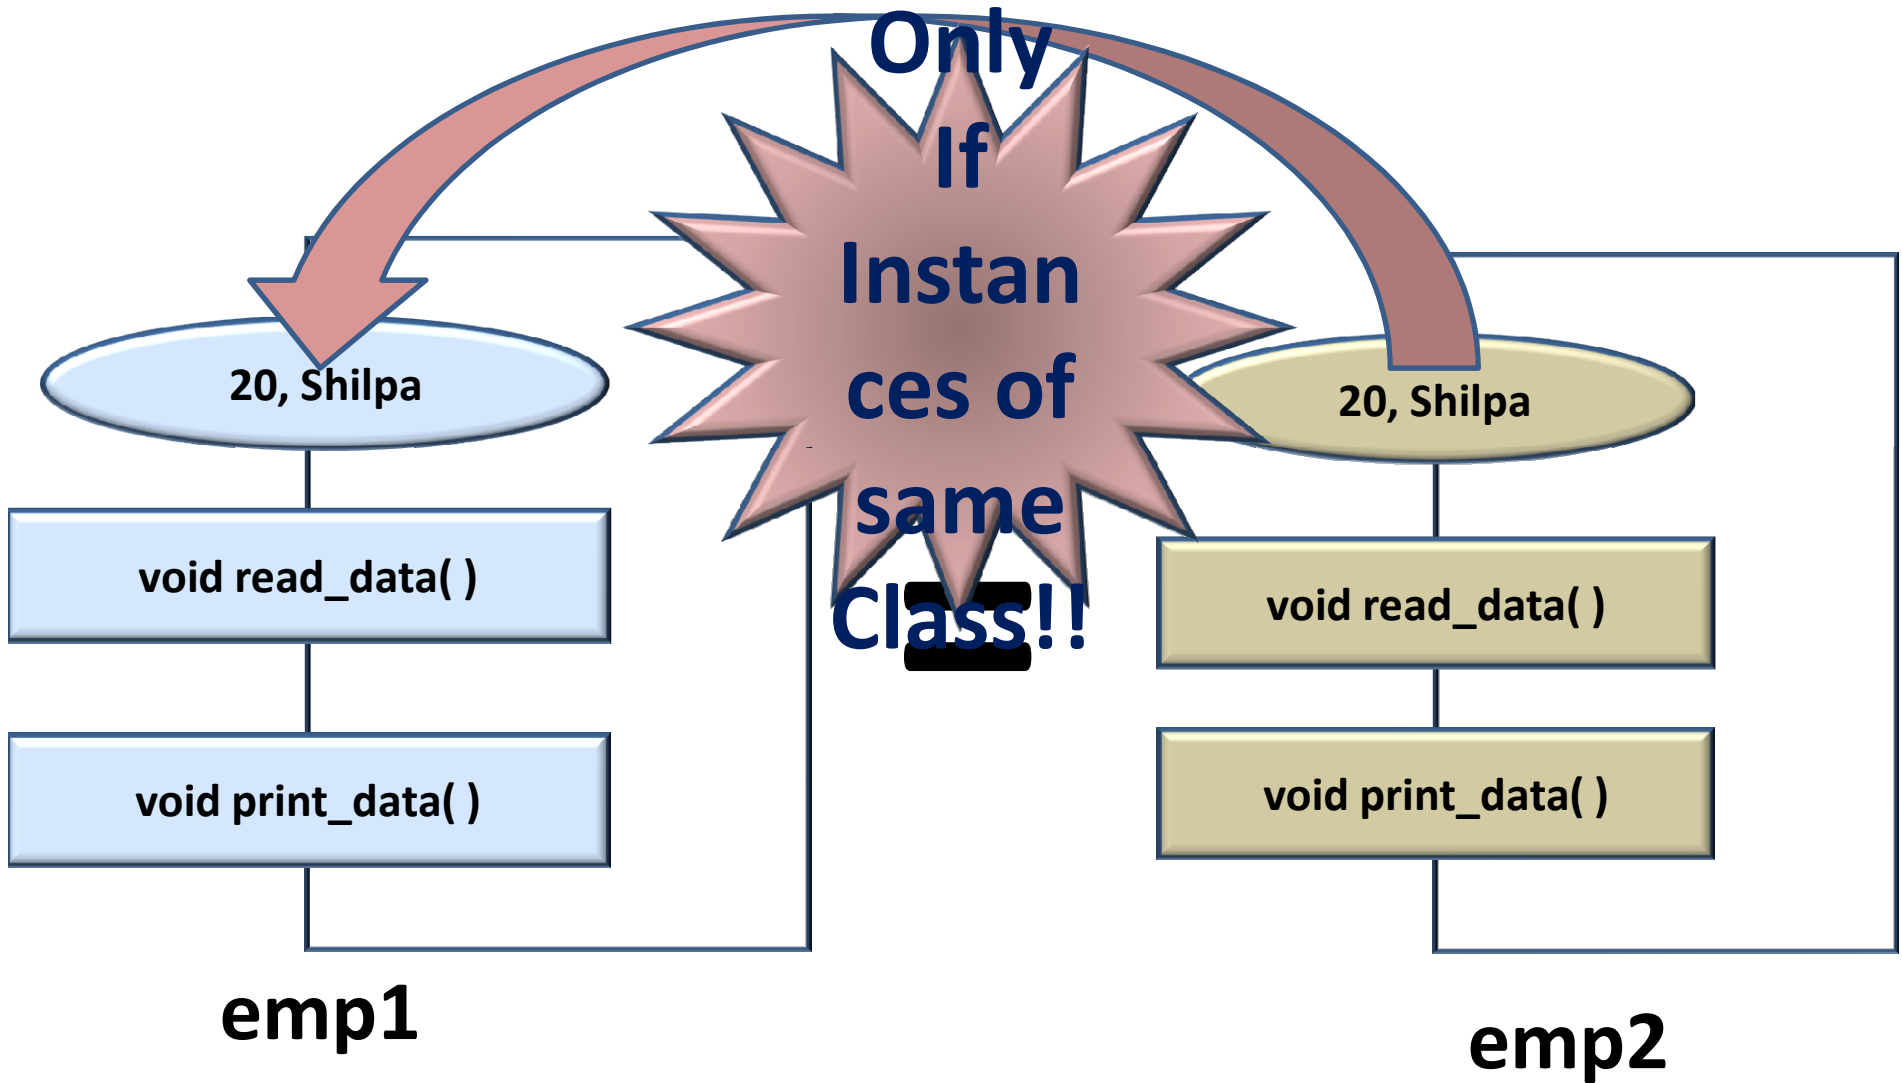 Only
If
Instan
ces of
same
Class!!
20, Shilpa
void read_data( )
void print_data( )
emp1
20, Shilpa
void read_data( )
void print_data( )
emp2
=